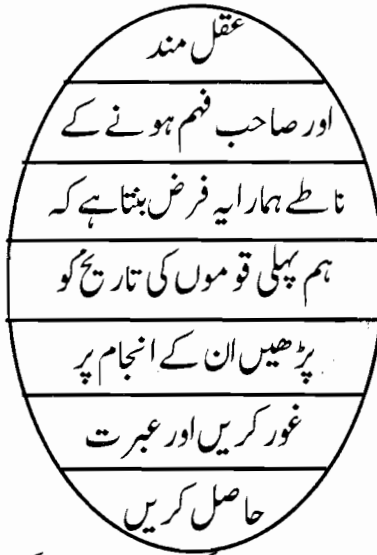 عقل مند
اور صاحب فہم ہونے کے
ناطے ہمارا یہ فرض بنتا ہے کہ
ہم پہلی قوموں کی تاریخ کو
پڑھیں ان کے انجام پر
غور کریں اور عبرت
حاصل کریں